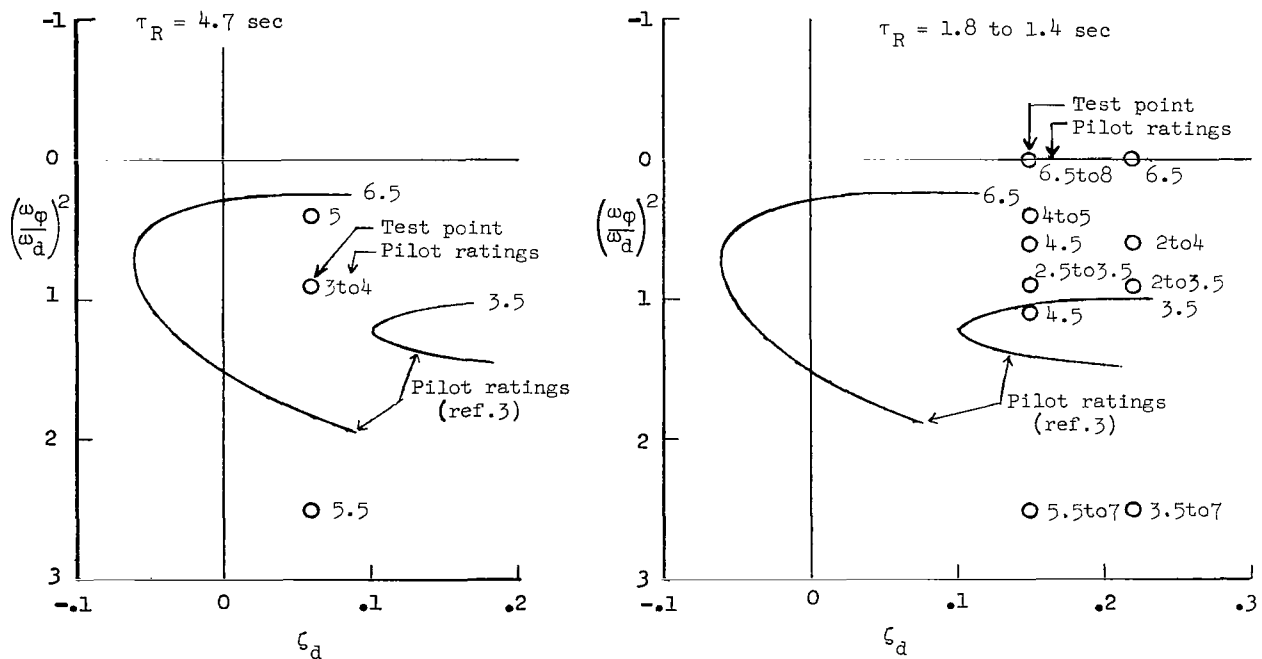 τR = 4.7 sec
-1
0
1
2
3
(ωφ/ωd)²
6.5
5
Test point
Pilot ratings
3to4
3.5
Pilot ratings
(ref.3)
5.5
-.1
0
.1
.2
ζd
τR = 1.8 to 1.4 sec
-1
0
1
2
3
(ωφ/ωd)²
Test point
Pilot ratings
6.5to8
6.5
6.5
4to5
4.5
2to4
2.5to3.5
2to3.5
4.5
3.5
Pilot ratings
(ref.3)
5.5to7
3.5to7
-.1
0
.1
.2
.3
ζd